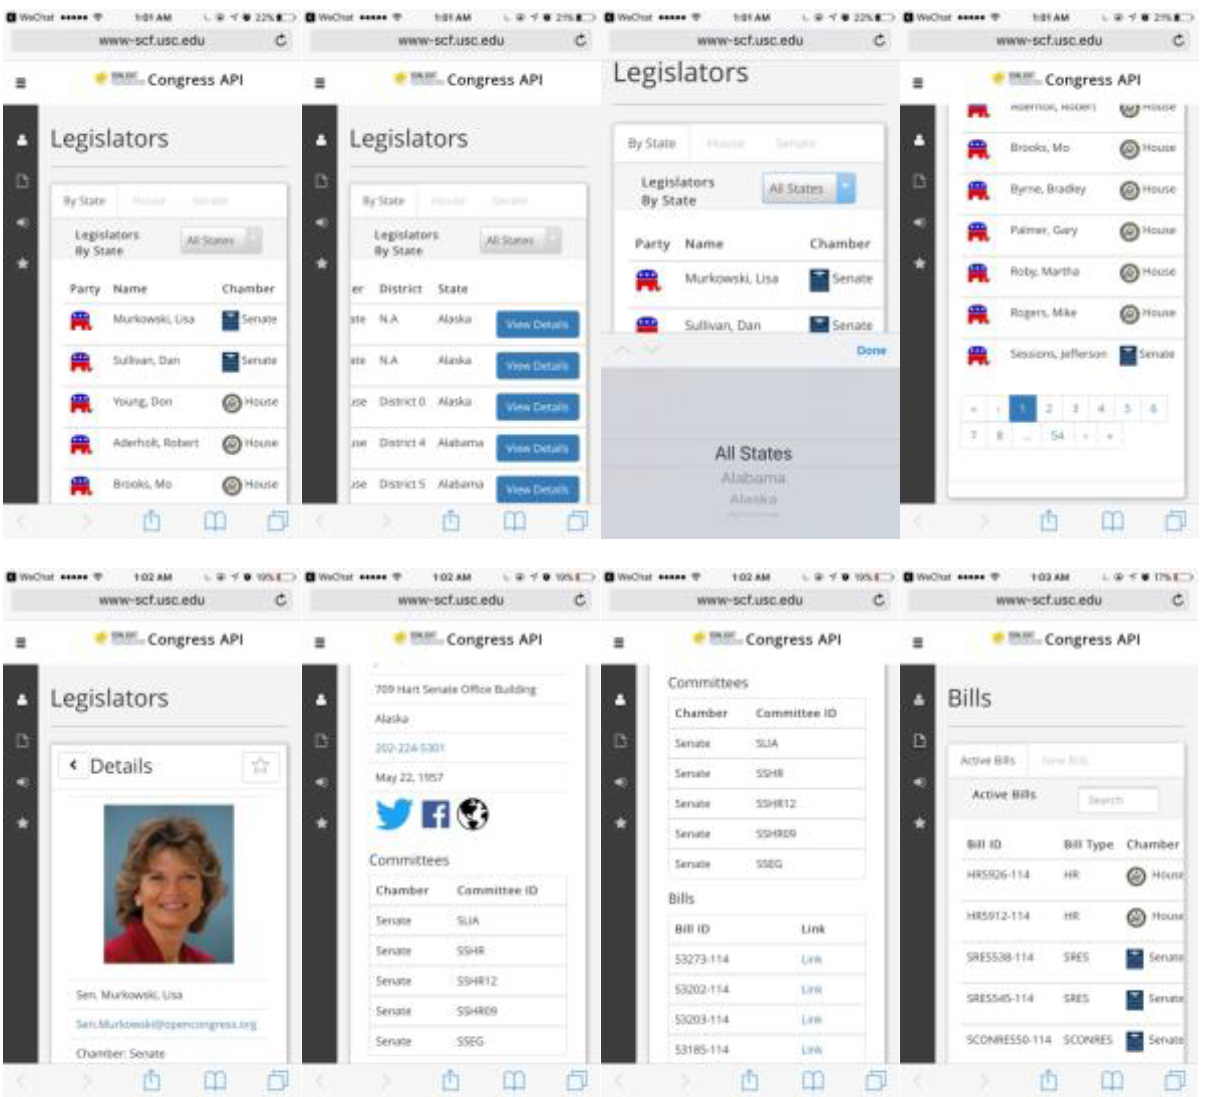 WeChat 1:01 AM 22%
www-scf.usc.edu
Congress API
Legislators
By State House Senate
Legislators
By State
All States
Party Name Chamber
Murkowski, Lisa Senate
Sullivan, Dan Senate
Young, Don House
Aderholt, Robert House
Brooks, Mo House
WeChat 1:01 AM 21%
www-scf.usc.edu
Congress API
Legislators
By State House Senate
Legislators
By State
All States
er District State
ate N.A Alaska View Details
ate N.A Alaska View Details
use District 0 Alaska View Details
use District 4 Alabama View Details
use District 5 Alabama View Details
WeChat 1:01 AM 22%
www-scf.usc.edu
Legislators
By State House Senate
Legislators
By State
All States
Party Name Chamber
Murkowski, Lisa Senate
Sullivan, Dan Senate
Done
All States
Alabama
Alaska
WeChat 1:01 AM 21%
www-scf.usc.edu
Congress API
Aderholt, Robert House
Brooks, Mo House
Byrne, Bradley House
Palmer, Gary House
Roby, Martha House
Rogers, Mike House
Sessions, Jefferson Senate
« ‹ 1 2 3 4 5 6
7 8 ... 54 › »
WeChat 1:02 AM 19%
www-scf.usc.edu
Congress API
Legislators
Details
Sen. Murkowski, Lisa
Sen.Murkowski@opencongress.org
Chamber: Senate
WeChat 1:02 AM 19%
www-scf.usc.edu
Congress API
709 Hart Senate Office Building
Alaska
202-224-5301
May 22, 1957
Committees
Chamber Committee ID
Senate SLIA
Senate SSHR
Senate SSHR12
Senate SSHR09
Senate SSEG
WeChat 1:02 AM 19%
www-scf.usc.edu
Congress API
Committees
Chamber Committee ID
Senate SLIA
Senate SSHR
Senate SSHR12
Senate SSHR09
Senate SSEG
Bills
Bill ID Link
S3273-114 Link
S3202-114 Link
S3203-114 Link
S3185-114 Link
WeChat 1:03 AM 17%
www-scf.usc.edu
Congress API
Bills
Active Bills New Bills
Active Bills
Search
Bill ID Bill Type Chamber
HR5926-114 HR House
HR5912-114 HR House
SRES538-114 SRES Senate
SRES545-114 SRES Senate
SCONRES50-114 SCONRES Senate